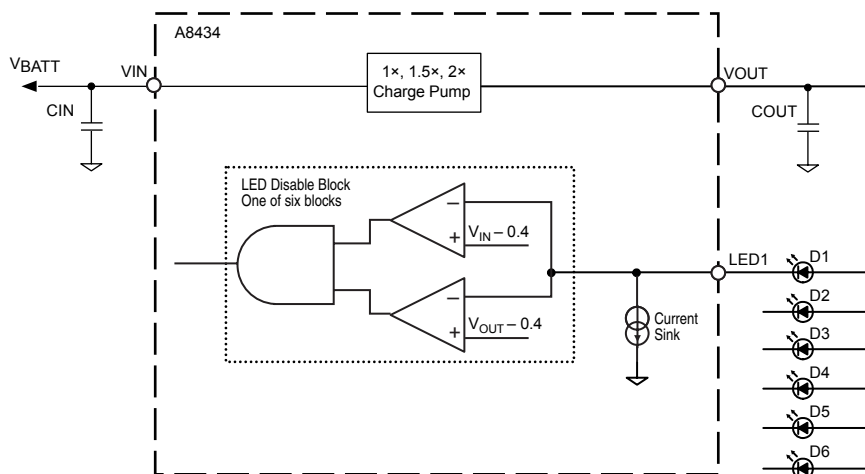 A8434
VBATT
VIN
CIN
1×, 1.5×, 2×
Charge Pump
VOUT
COUT
LED Disable Block
One of six blocks
−
+
VIN – 0.4
−
+
VOUT – 0.4
LED1
Current
Sink
D1
D2
D3
D4
D5
D6